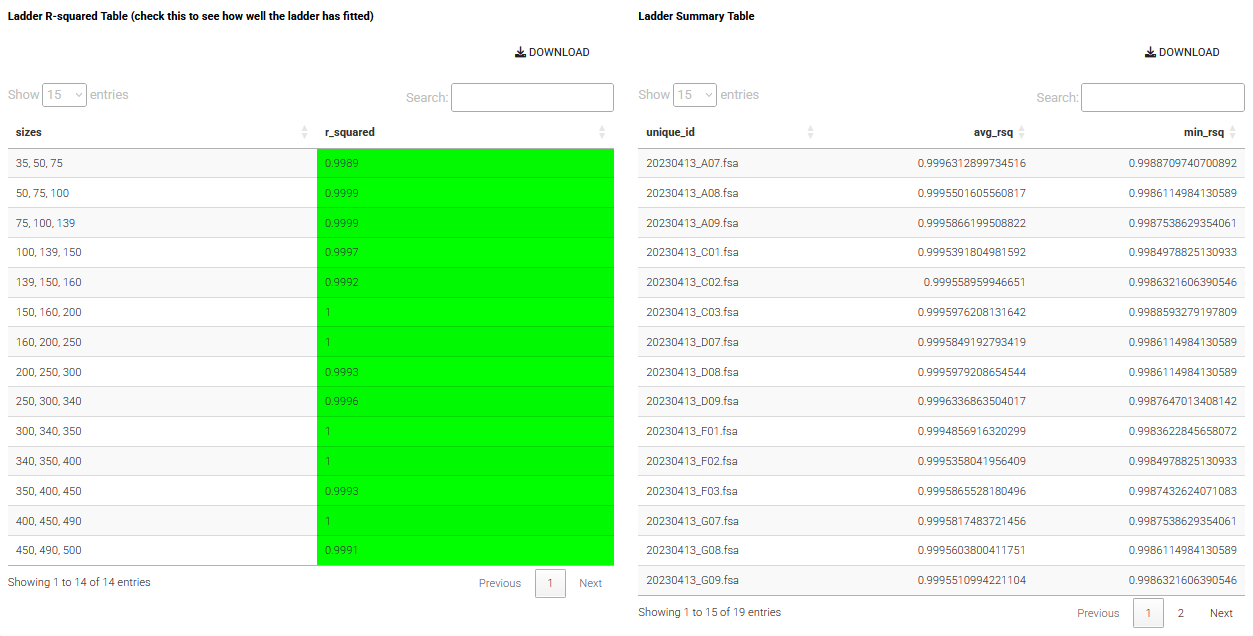 Ladder R-squared Table (check this to see how well the ladder has fitted)
DOWNLOAD
Show 15 entries
Search:
sizes r_squared
35, 50, 75 0.9989
50, 75, 100 0.9999
75, 100, 139 0.9999
100, 139, 150 0.9997
139, 150, 160 0.9992
150, 160, 200 1
160, 200, 250 1
200, 250, 300 0.9993
250, 300, 340 0.9996
300, 340, 350 1
340, 350, 400 1
350, 400, 450 0.9993
400, 450, 490 1
450, 490, 500 0.9991
Showing 1 to 14 of 14 entries
Previous 1 Next
Ladder Summary Table
DOWNLOAD
Show 15 entries
Search:
unique_id avg_rsq min_rsq
20230413_A07.fsa 0.9996312899734516 0.9988709740700892
20230413_A08.fsa 0.9995501605560817 0.9986114984130589
20230413_A09.fsa 0.9995866199508822 0.9987538629354061
20230413_C01.fsa 0.9995391804981592 0.9984978825130933
20230413_C02.fsa 0.999558959946651 0.9986321606390546
20230413_C03.fsa 0.9995976208131642 0.9988593279197809
20230413_D07.fsa 0.9995849192793419 0.9986114984130589
20230413_D08.fsa 0.9995979208654544 0.9986114984130589
20230413_D09.fsa 0.9996336863504017 0.9987647013408142
20230413_F01.fsa 0.9994856916320299 0.9983622845658072
20230413_F02.fsa 0.9995358041956409 0.9984978825130933
20230413_F03.fsa 0.9995865528180496 0.9987432624071083
20230413_G07.fsa 0.9995817483721456 0.9987538629354061
20230413_G08.fsa 0.9995603800411751 0.9986114984130589
20230413_G09.fsa 0.9995510994221104 0.9986321606390546
Showing 1 to 15 of 19 entries
Previous 1 2 Next